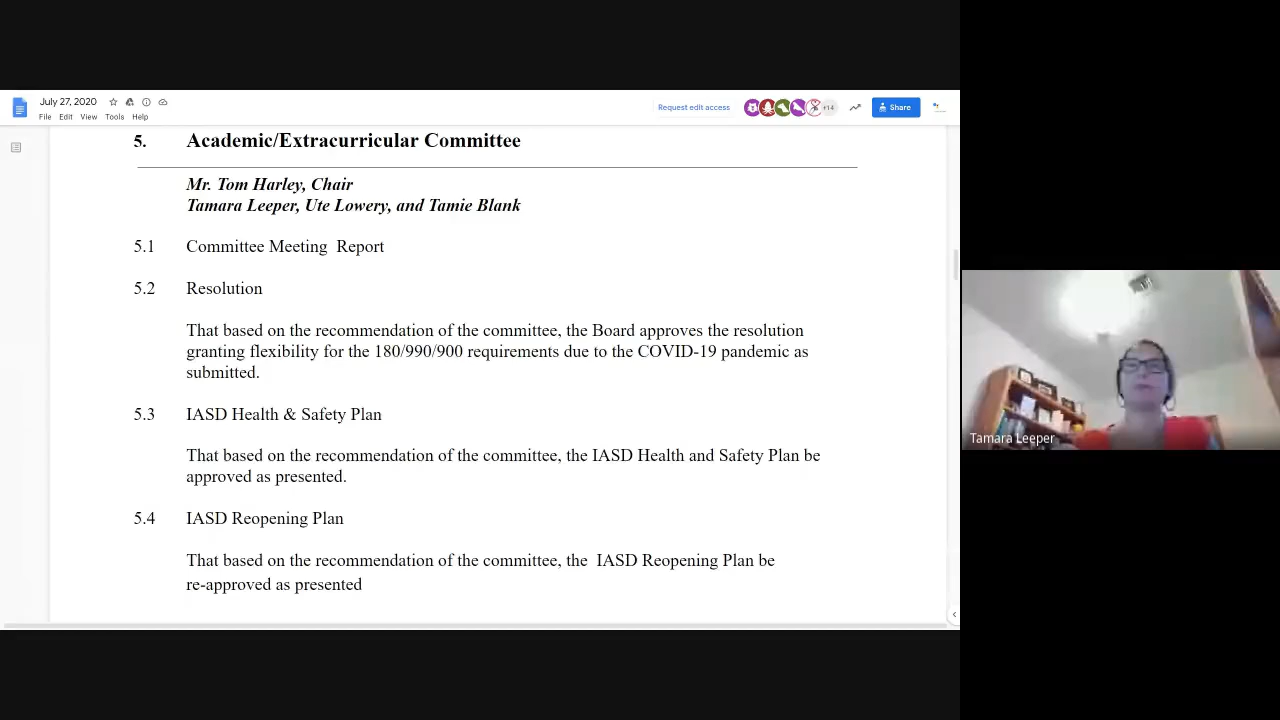 July 27, 2020
File Edit View Tools Help
Request edit access
+14
Share
5. Academic/Extracurricular Committee
Mr. Tom Harley, Chair
Tamara Leeper, Ute Lowery, and Tamie Blank
5.1 Committee Meeting Report
5.2 Resolution
That based on the recommendation of the committee, the Board approves the resolution
granting flexibility for the 180/990/900 requirements due to the COVID-19 pandemic as
submitted.
5.3 IASD Health & Safety Plan
That based on the recommendation of the committee, the IASD Health and Safety Plan be
approved as presented.
5.4 IASD Reopening Plan
That based on the recommendation of the committee, the IASD Reopening Plan be
re-approved as presented
Tamara Leeper